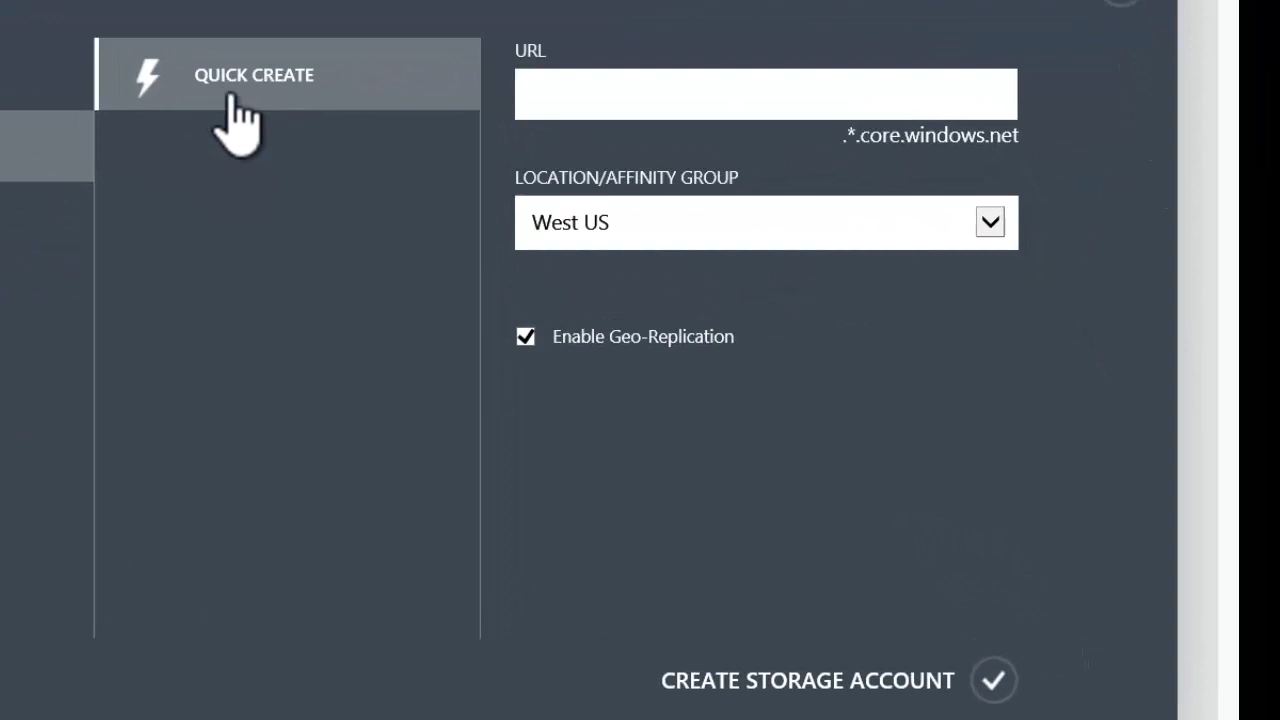 QUICK CREATE
URL
.*.core.windows.net
LOCATION/AFFINITY GROUP
West US
Enable Geo-Replication
CREATE STORAGE ACCOUNT